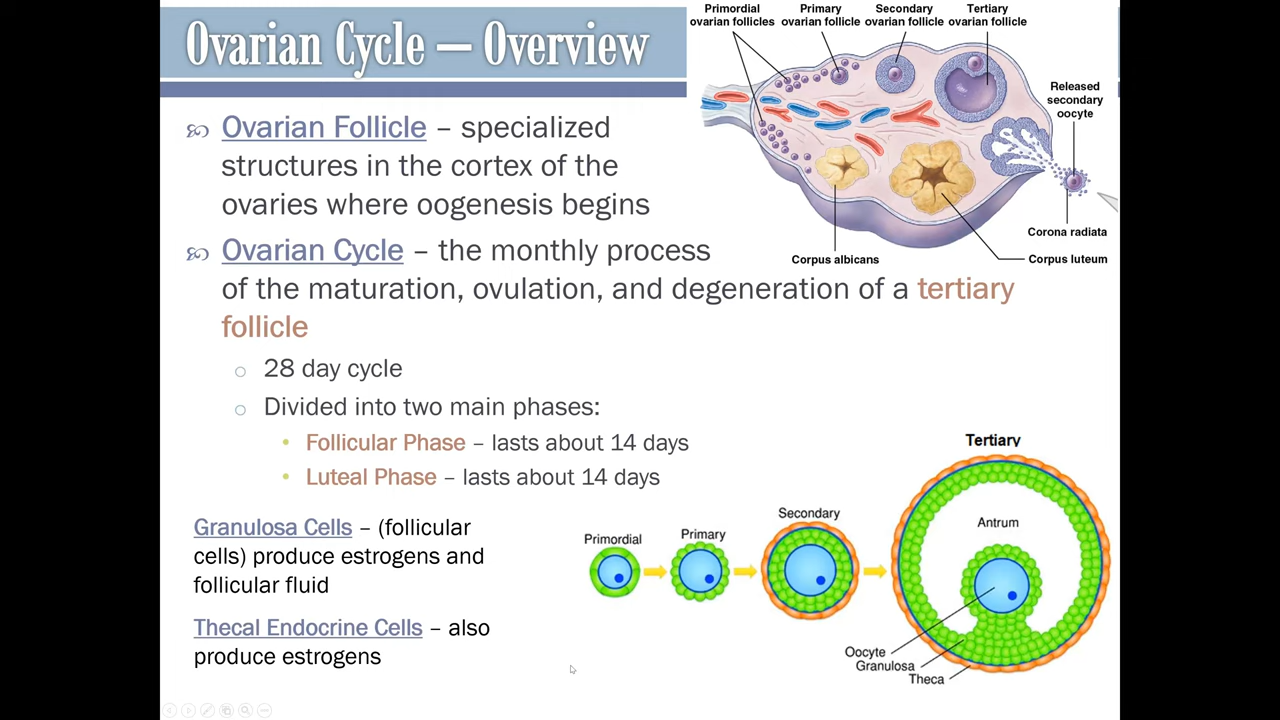 Ovarian Cycle – Overview
Primordial
ovarian follicles
Primary
ovarian follicle
Secondary
ovarian follicle
Tertiary
ovarian follicle
Released
secondary
oocyte
Corona radiata
Corpus luteum
Corpus albicans
Ovarian Follicle – specialized
structures in the cortex of the
ovaries where oogenesis begins
Ovarian Cycle – the monthly process
of the maturation, ovulation, and degeneration of a tertiary
follicle
28 day cycle
Divided into two main phases:
Follicular Phase – lasts about 14 days
Luteal Phase – lasts about 14 days
Granulosa Cells – (follicular
cells) produce estrogens and
follicular fluid
Thecal Endocrine Cells – also
produce estrogens
Primordial
Primary
Secondary
Tertiary
Antrum
Oocyte
Granulosa
Theca